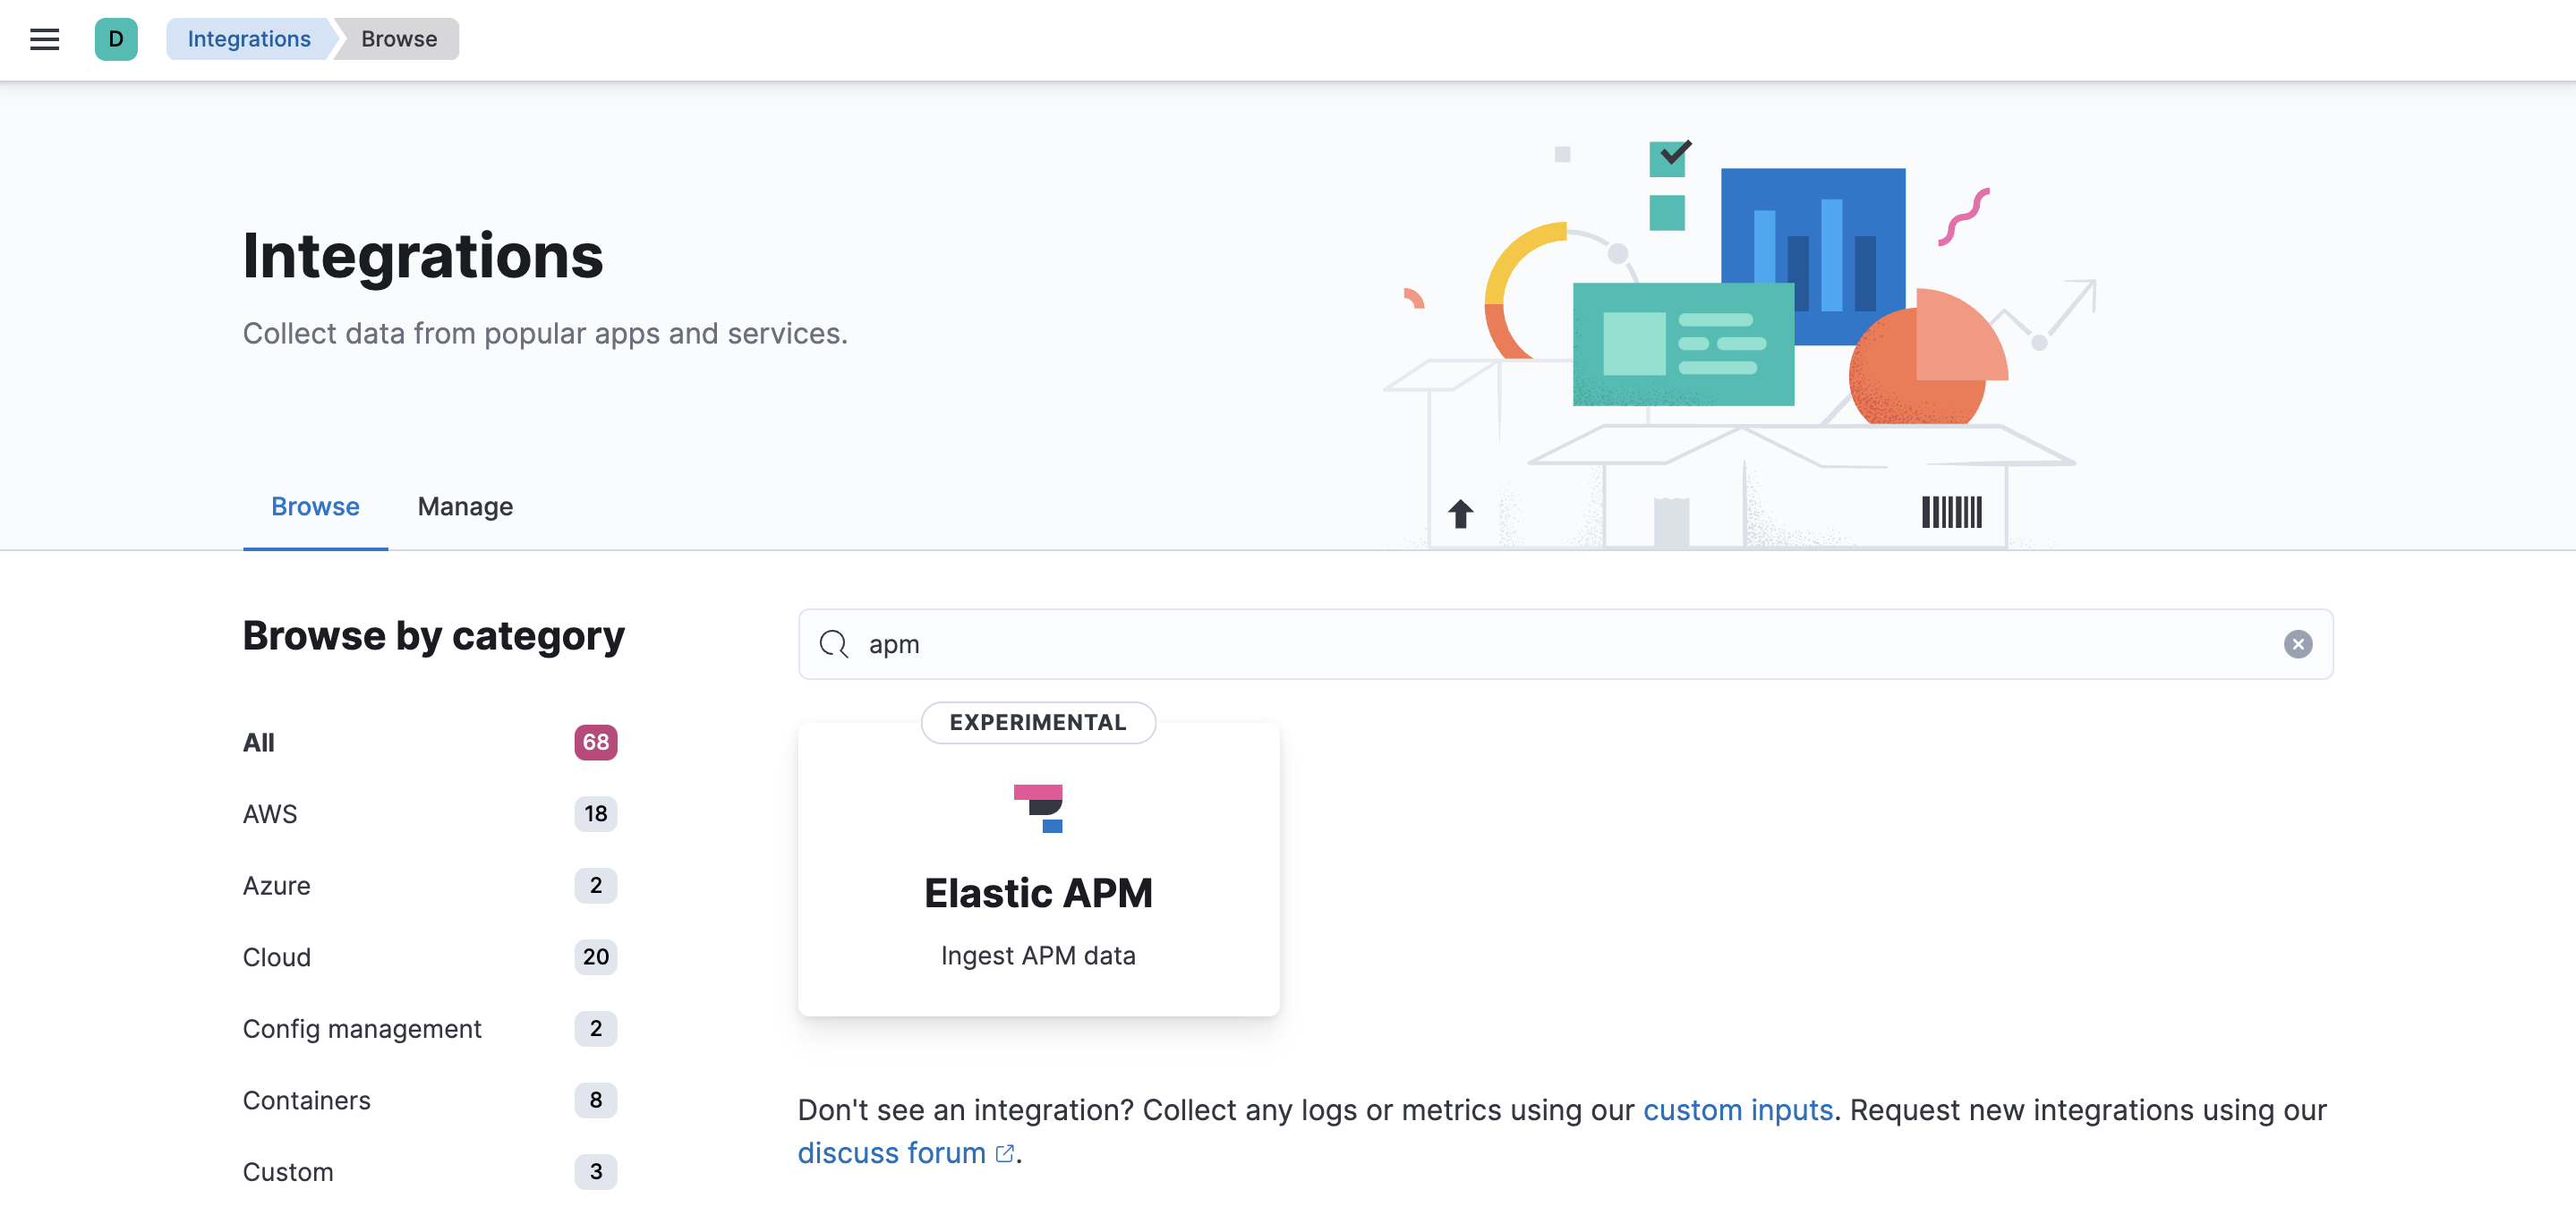 D
Integrations
Browse
Integrations
Collect data from popular apps and services.
Browse
Manage
Browse by category
All 68
AWS 18
Azure 2
Cloud 20
Config management 2
Containers 8
Custom 3
apm
EXPERIMENTAL
Elastic APM
Ingest APM data
Don't see an integration? Collect any logs or metrics using our custom inputs. Request new integrations using our
discuss forum .